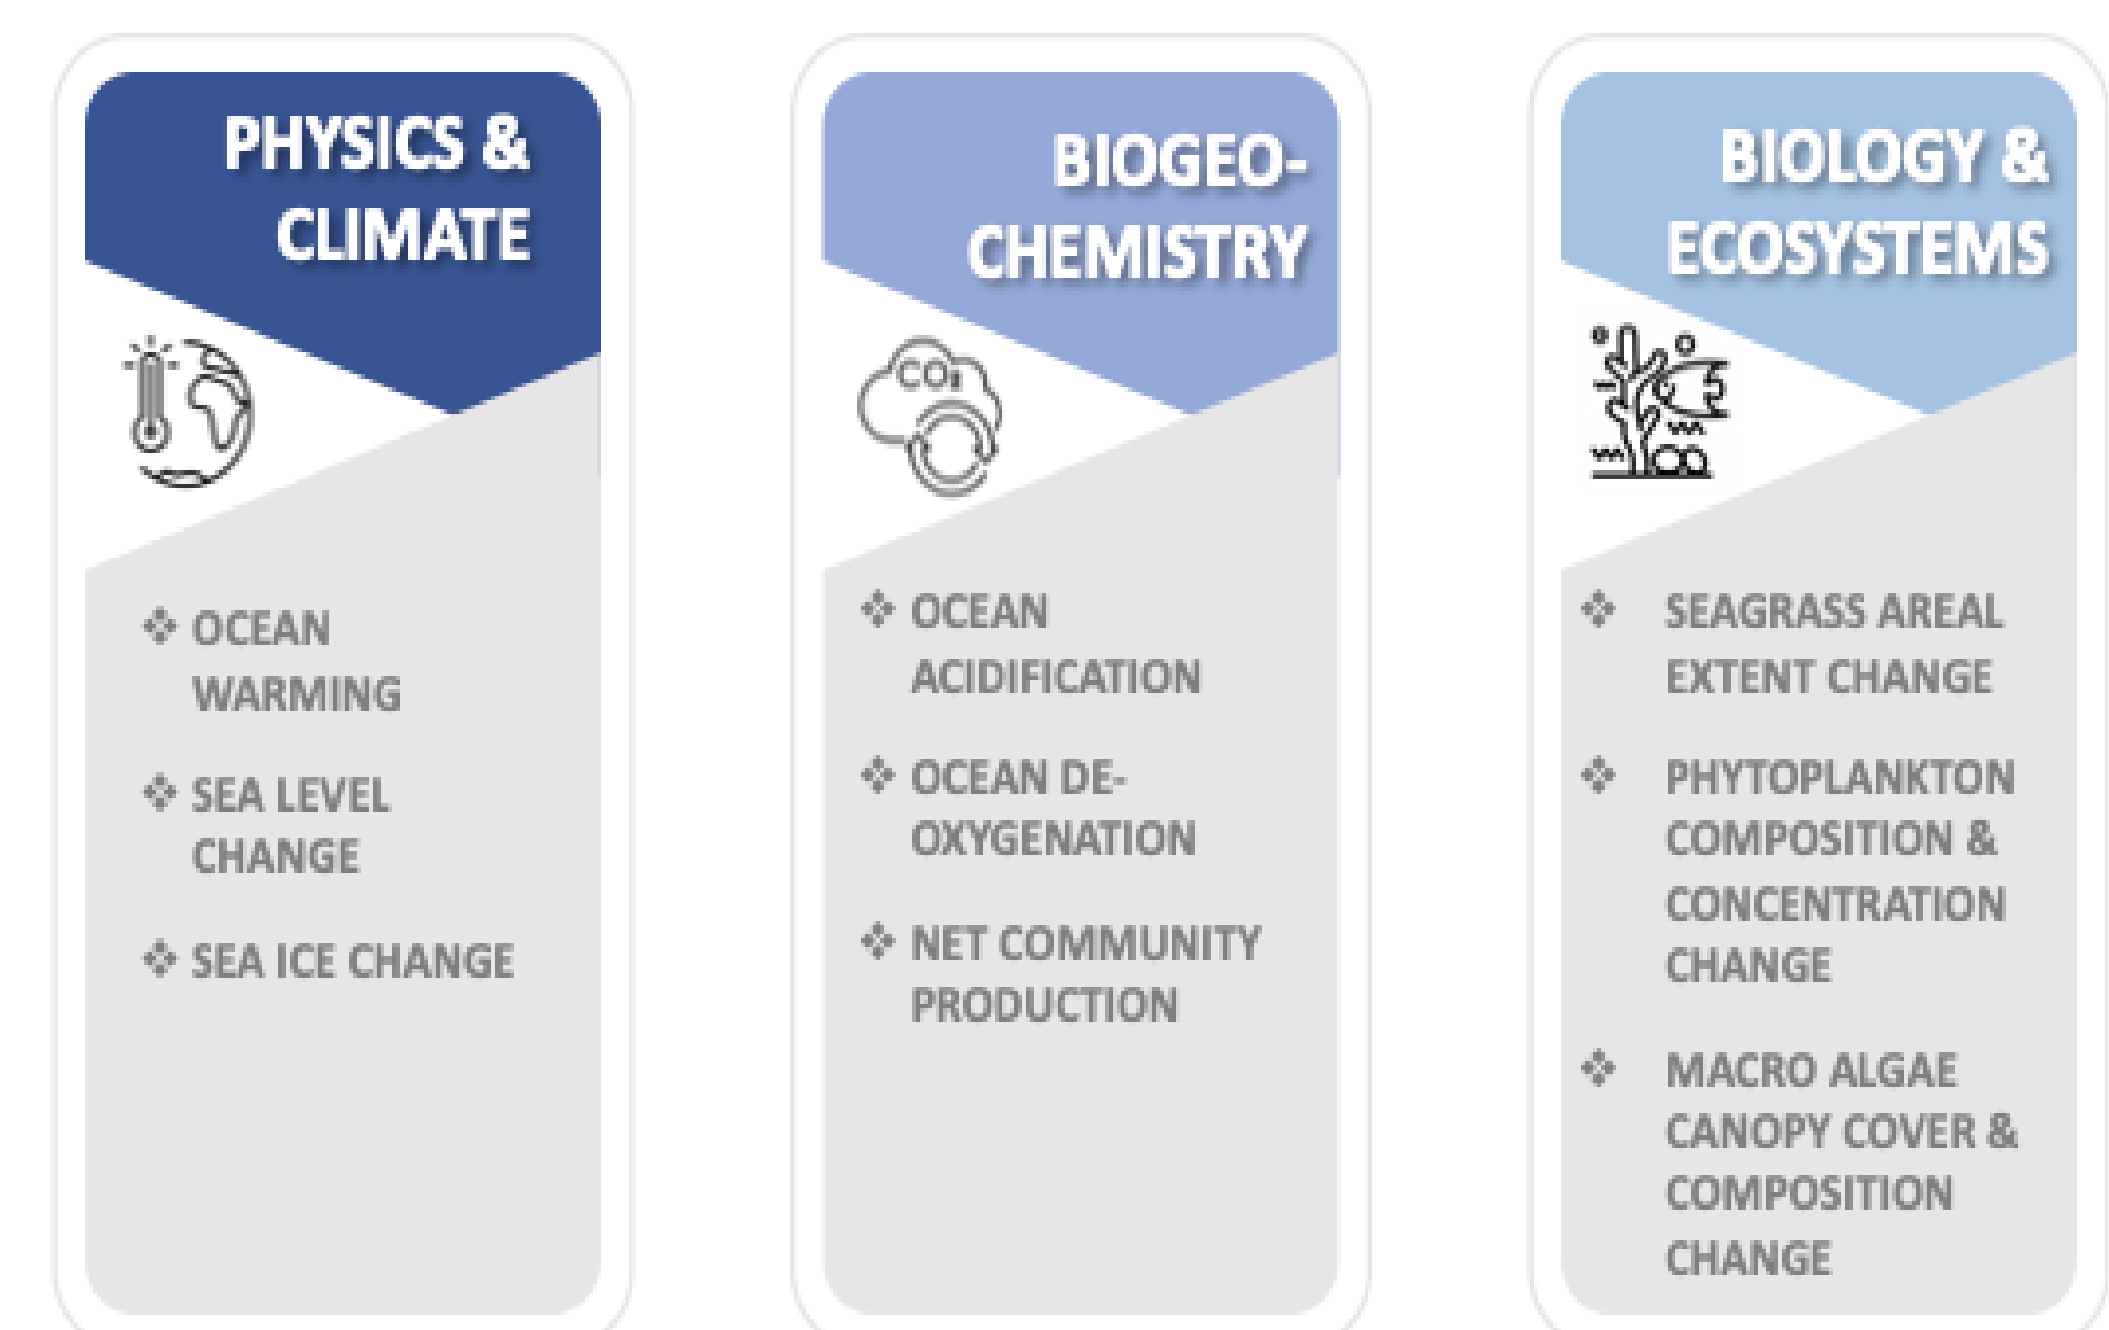 PHYSICS &
CLIMATE
OCEAN
WARMING
SEA LEVEL
CHANGE
SEA ICE CHANGE
BIOGEO-
CHEMISTRY
CO₂
OCEAN
ACIDIFICATION
OCEAN DE-
OXYGENATION
NET COMMUNITY
PRODUCTION
BIOLOGY &
ECOSYSTEMS
SEAGRASS AREAL
EXTENT CHANGE
PHYTOPLANKTON
COMPOSITION &
CONCENTRATION
CHANGE
MACRO ALGAE
CANOPY COVER &
COMPOSITION
CHANGE